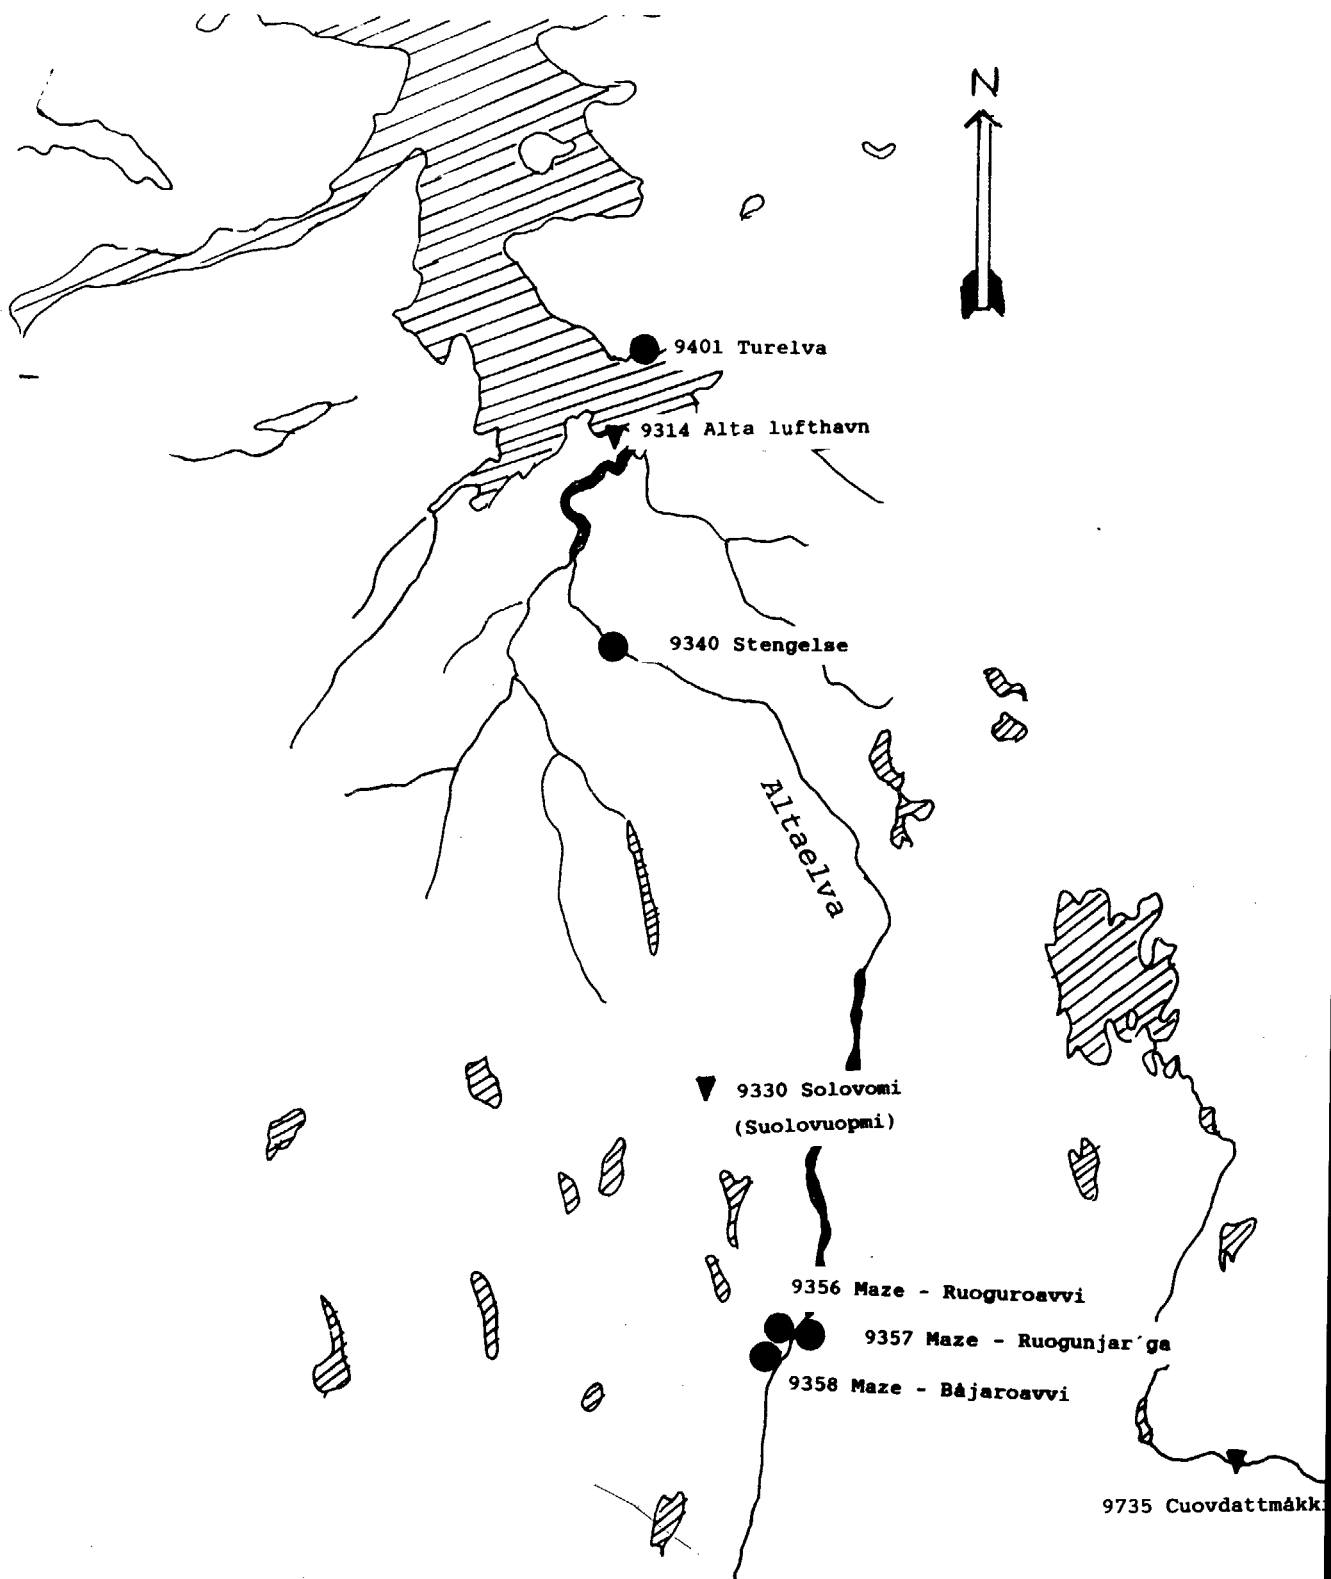 N
9401 Turelva
9314 Alta lufthavn
9340 Stengelse
Altaelva
9330 Solovomi
(Suolovuopmi)
9356 Maze - Ruoguroavvi
9357 Maze - Ruogunjar´ga
9358 Maze - Båjaroavvi
9735 Cuovdattmåkki